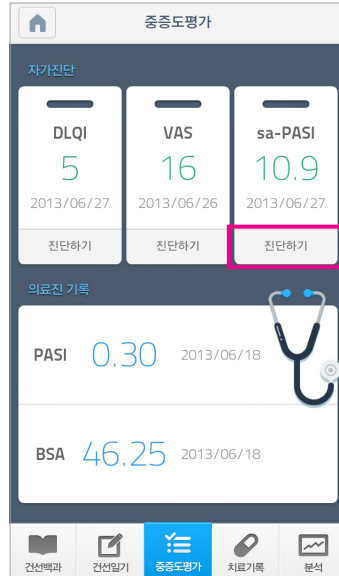 중증도평가
자가진단
DLQI VAS sa-PASI
5 16 10.9
2013/06/27 2013/06/26 2013/06/27
진단하기 진단하기 진단하기
의료진 기록
PASI 0.30 2013/06/18
BSA 46.25 2013/06/18
건선백과 건선일기 중증도평가 치료기록 분석